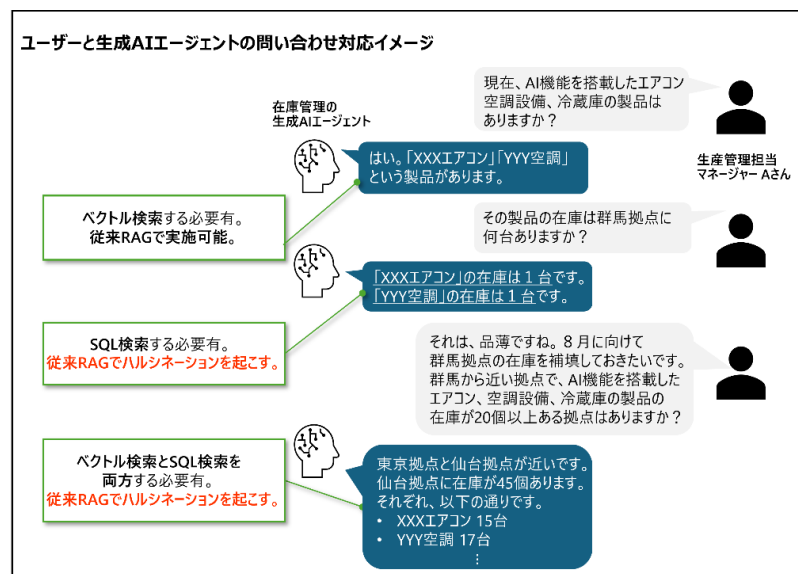 ユーザーと生成AIエージェントの問い合わせ対応イメージ
現在、AI機能を搭載したエアコン
空調設備、冷蔵庫の製品は
ありますか？
在庫管理の
生成AIエージェント
生産管理担当
マネージャー Aさん
はい。「XXXエアコン」「YYY空調」
という製品があります。
ベクトル検索する必要有。
従来RAGで実施可能。
その製品の在庫は群馬拠点に
何台ありますか？
「XXXエアコン」の在庫は１台です。
「YYY空調」の在庫は１台です。
SQL検索する必要有。
従来RAGでハルシネーションを起こす。
それは、品薄ですね。８月に向けて
群馬拠点の在庫を補填しておきたいです。
群馬から近い拠点で、AI機能を搭載した
エアコン、空調設備、冷蔵庫の製品の
在庫が20個以上ある拠点はありますか？
ベクトル検索とSQL検索を
両方する必要有。
従来RAGでハルシネーションを起こす。
東京拠点と仙台拠点が近いです。
仙台拠点に在庫が45個あります。
それぞれ、以下の通りです。
• XXXエアコン 15台
• YYY空調 17台
⋮